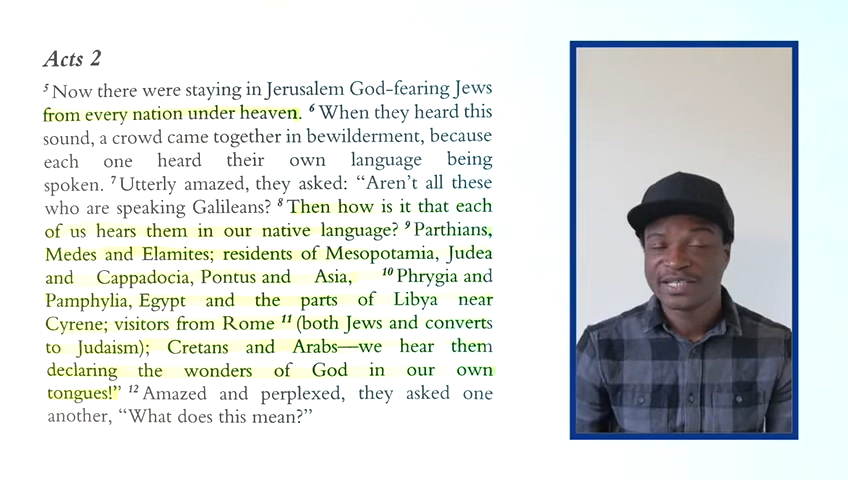 Acts 2
⁵ Now there were staying in Jerusalem God-fearing Jews
from every nation under heaven. ⁶ When they heard this
sound, a crowd came together in bewilderment, because
each one heard their own language being
spoken. ⁷ Utterly amazed, they asked: “Aren’t all these
who are speaking Galileans? ⁸ Then how is it that each
of us hears them in our native language? ⁹ Parthians,
Medes and Elamites; residents of Mesopotamia, Judea
and Cappadocia, Pontus and Asia, ¹⁰ Phrygia and
Pamphylia, Egypt and the parts of Libya near
Cyrene; visitors from Rome ¹¹ (both Jews and converts
to Judaism); Cretans and Arabs—we hear them
declaring the wonders of God in our own
tongues!” ¹² Amazed and perplexed, they asked one
another, “What does this mean?”